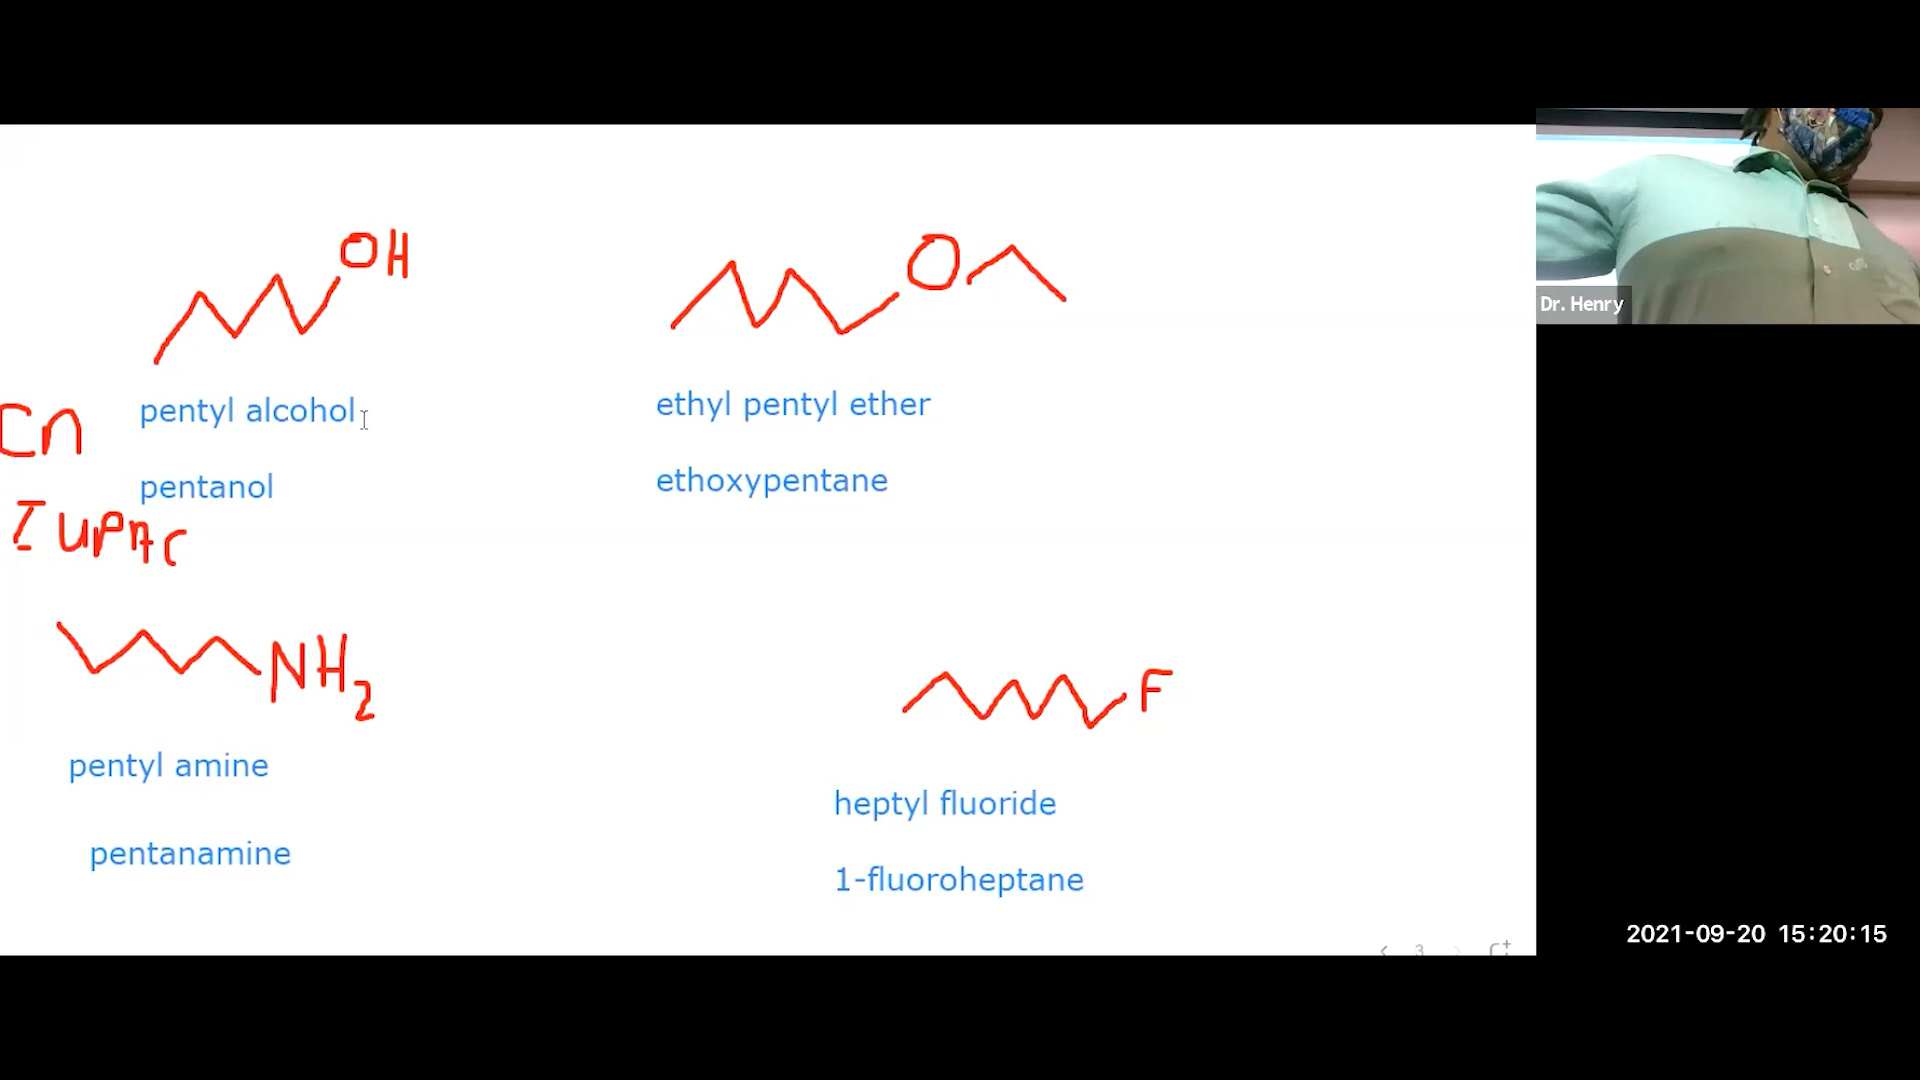 OH
O
pentyl alcohol
ethyl pentyl ether
Cn
pentanol
ethoxypentane
IUPAC
NH2
F
pentyl amine
heptyl fluoride
pentanamine
1-fluoroheptane
3
Dr. Henry
2021-09-20 15:20:15